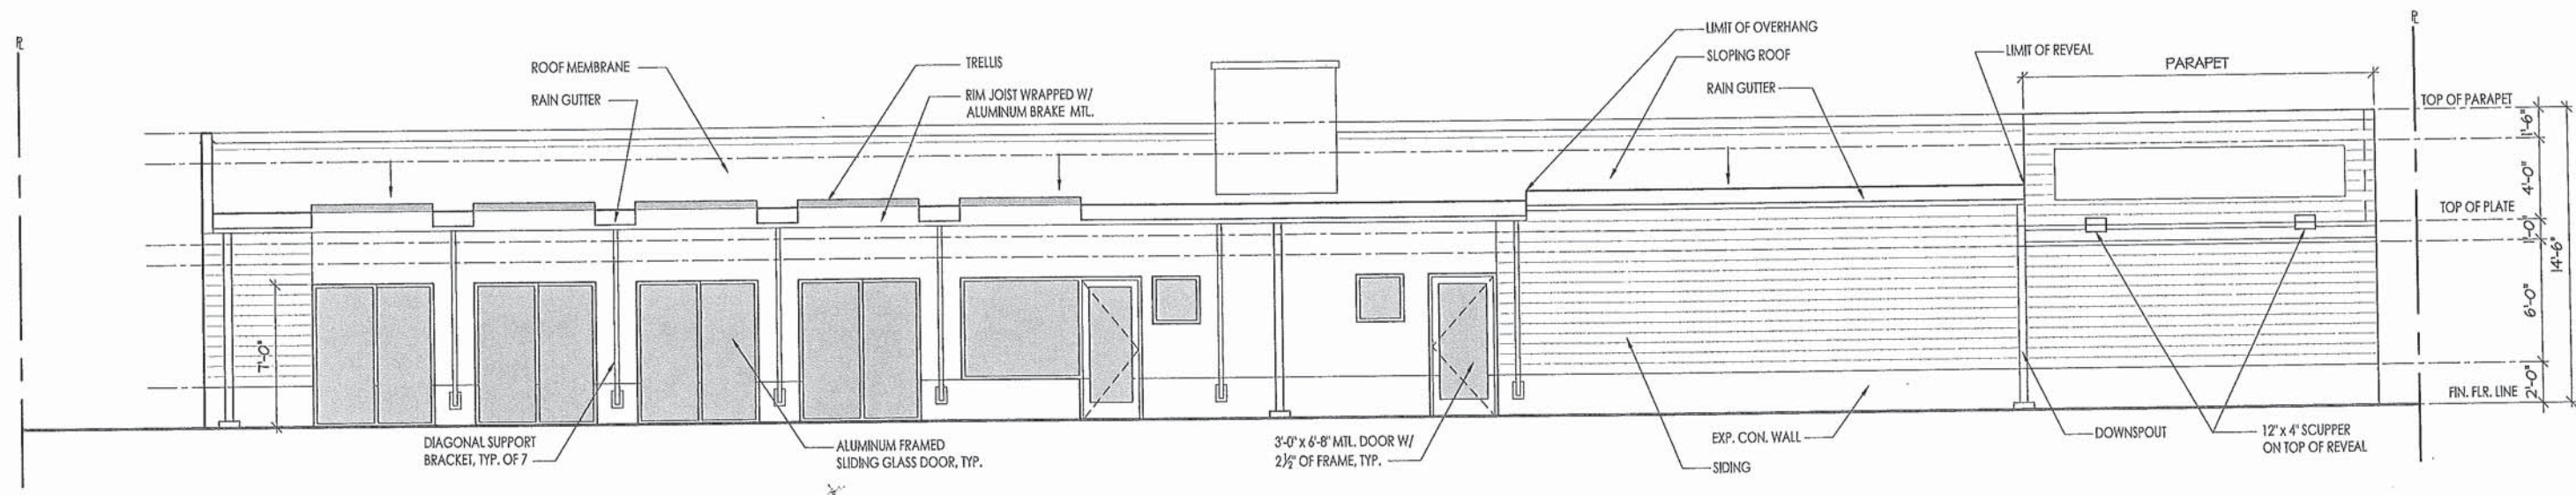 ℄
℄
LIMIT OF OVERHANG
SLOPING ROOF
RAIN GUTTER
LIMIT OF REVEAL
PARAPET
ROOF MEMBRANE
RAIN GUTTER
TRELLIS
RIM JOIST WRAPPED W/
ALUMINUM BRAKE MTL.
TOP OF PARAPET
1'-6"
4'-0"
TOP OF PLATE
1'-0"
14'-6"
6'-0"
2'-0"
FIN. FLR. LINE
7'-0"
DIAGONAL SUPPORT
BRACKET, TYP. OF 7
ALUMINUM FRAMED
SLIDING GLASS DOOR, TYP.
3'-0" x 6'-8" MTL. DOOR W/
2½" OF FRAME, TYP.
EXP. CON. WALL
SIDING
DOWNSPOUT
12" x 4" SCUPPER
ON TOP OF REVEAL